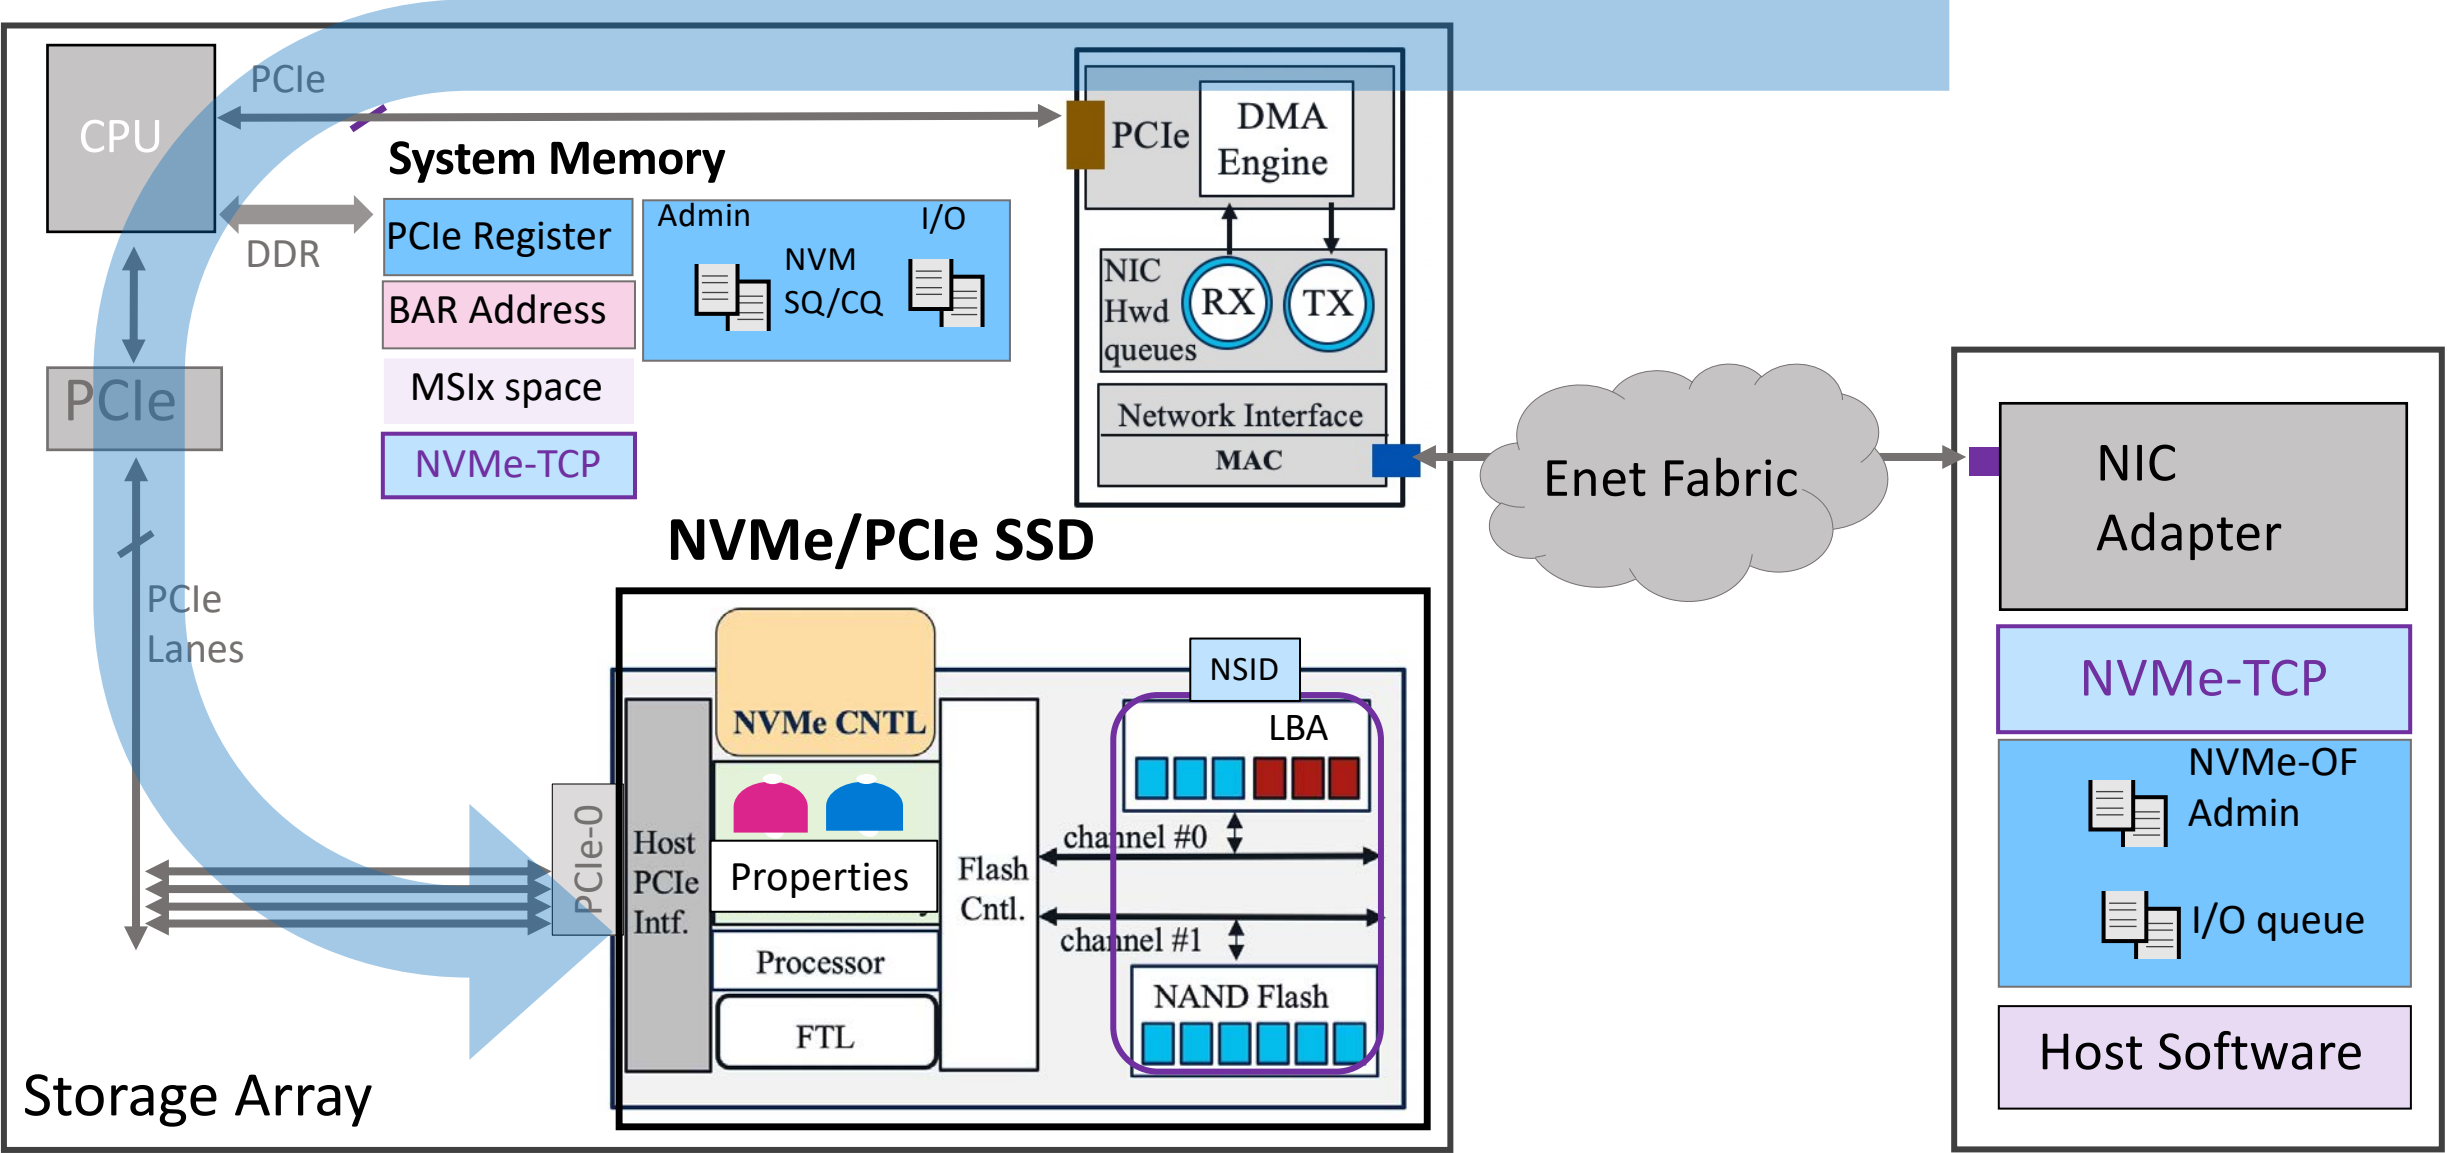 PCIe
CPU
System Memory
DDR
PCIe Register
BAR Address
MSIx space
NVMe-TCP
Admin
I/O
NVM
SQ/CQ
PCIe
PCIe
Lanes
PCIe
DMA
Engine
NIC
Hwd
queues
RX
TX
Network Interface
MAC
Enet Fabric
NIC
Adapter
NVMe-TCP
NVMe-OF
Admin
I/O queue
Host Software
NVMe/PCIe SSD
NVMe CNTL
NSID
LBA
PCIe-0
Host
PCIe
Intf.
Properties
Processor
FTL
Flash
Cntl.
channel #0
channel #1
NAND Flash
Storage Array